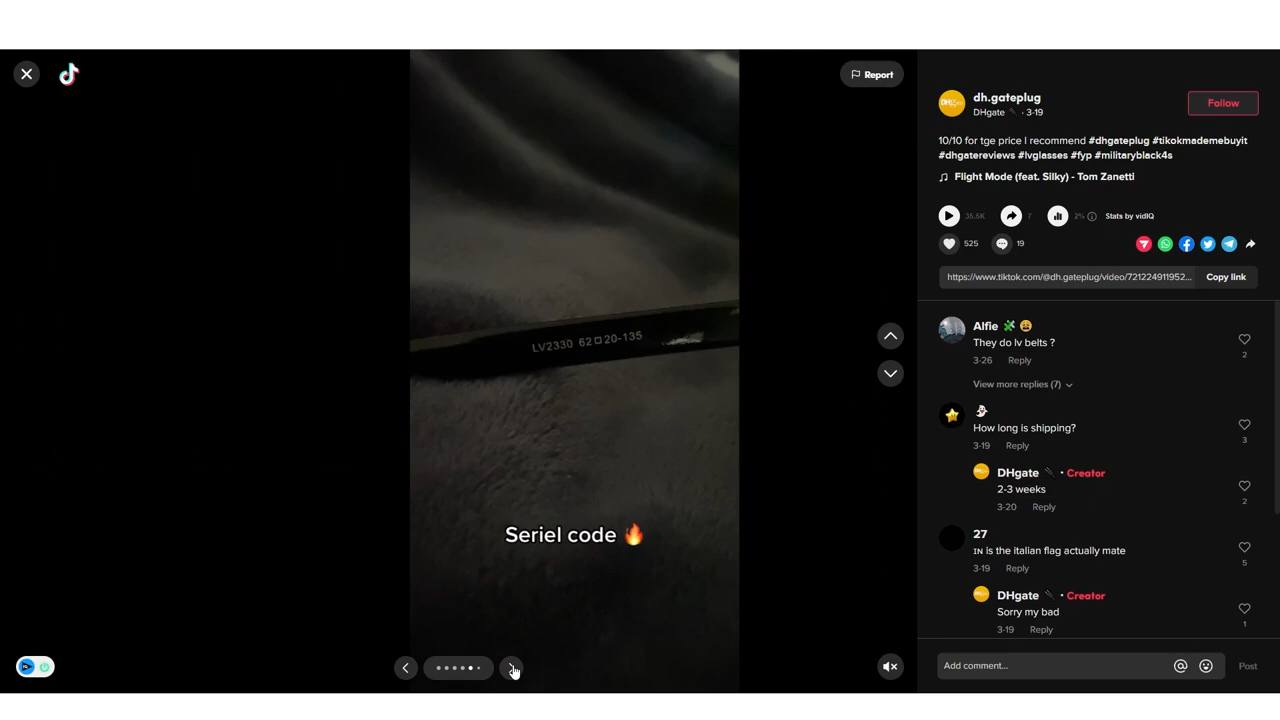 Report
dh.gateplug
DHgate · 3-19
Follow
10/10 for tge price I recommend #dhgateplug #tikokmademebuyit
#dhgatereviews #lvglasses #fyp #militaryblack4s
Flight Mode (feat. Silky) - Tom Zanetti
35.5K
7
2%
Stats by vidIQ
525
19
https://www.tiktok.com/@dh.gateplug/video/721224911952...
Copy link
LV2330 62□20-135
Seriel code 🔥
Alfie 🧩 😩
They do lv belts ?
3-26 Reply
2
View more replies (7)
👻
How long is shipping?
3-19 Reply
3
DHgate · Creator
2-3 weeks
3-20 Reply
2
27
ɪɴ is the italian flag actually mate
3-19 Reply
5
DHgate · Creator
Sorry my bad
3-19 Reply
1
Add comment...
@
Post